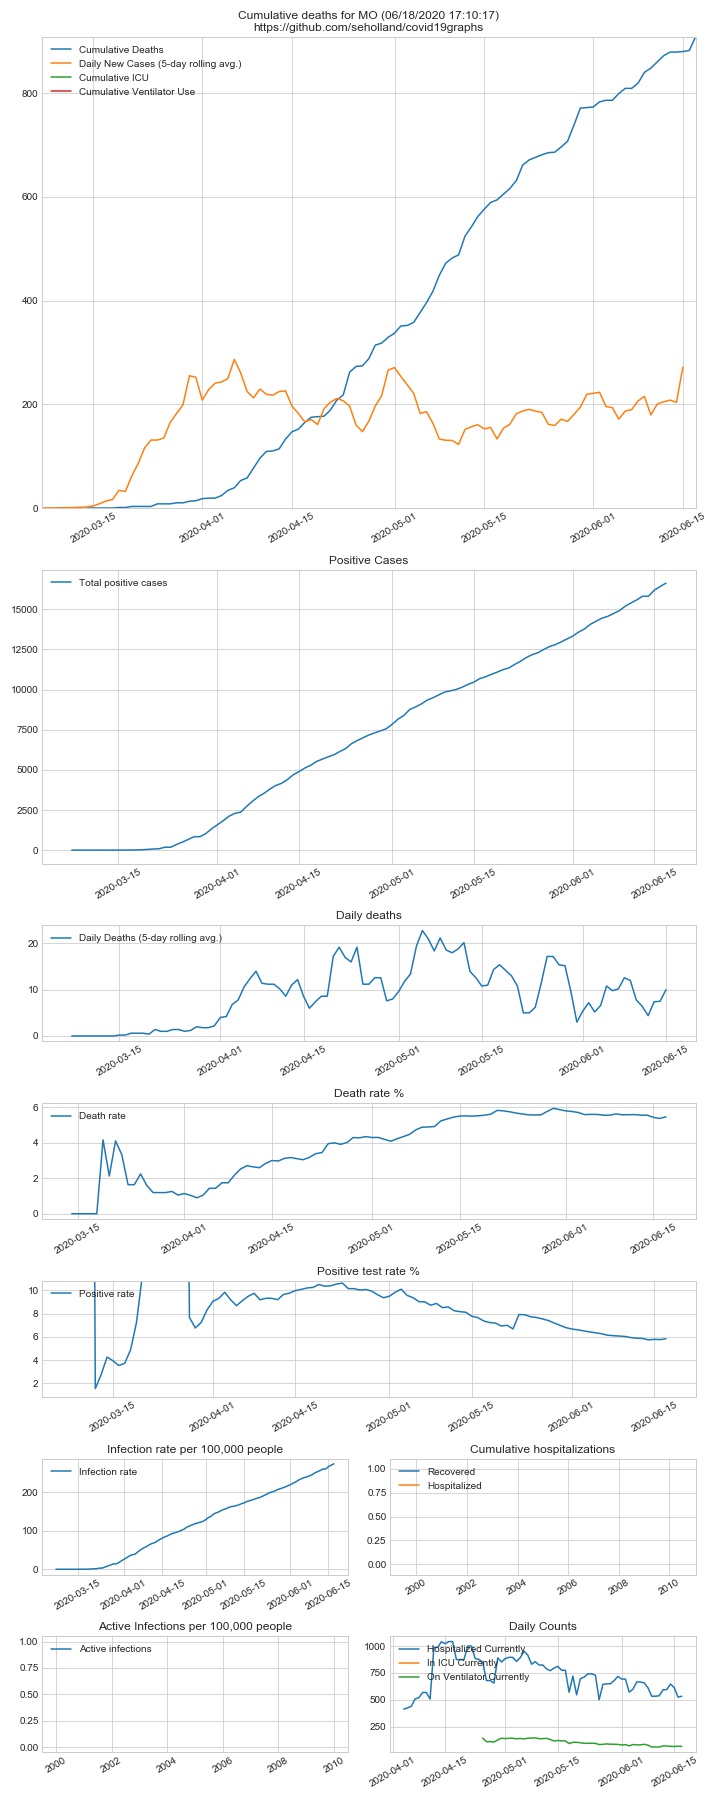 Cumulative deaths for MO (06/18/2020 17:10:17)
https://github.com/seholland/covid19graphs
Cumulative Deaths
Daily New Cases (5-day rolling avg.)
Cumulative ICU
Cumulative Ventilator Use
800
600
400
200
0
2020-03-15 2020-04-01 2020-04-15 2020-05-01 2020-05-15 2020-06-01 2020-06-15
Positive Cases
Total positive cases
15000
12500
10000
7500
5000
2500
0
2020-03-15 2020-04-01 2020-04-15 2020-05-01 2020-05-15 2020-06-01 2020-06-15
Daily deaths
Daily Deaths (5-day rolling avg.)
20
10
0
2020-03-15 2020-04-01 2020-04-15 2020-05-01 2020-05-15 2020-06-01 2020-06-15
Death rate %
Death rate
6
4
2
0
2020-03-15 2020-04-01 2020-04-15 2020-05-01 2020-05-15 2020-06-01 2020-06-15
Positive test rate %
Positive rate
10
8
6
4
2
2020-03-15 2020-04-01 2020-04-15 2020-05-01 2020-05-15 2020-06-01 2020-06-15
Infection rate per 100,000 people
Infection rate
200
100
0
2020-03-15 2020-04-01 2020-04-15 2020-05-01 2020-05-15 2020-06-01 2020-06-15
Cumulative hospitalizations
Recovered
Hospitalized
1.00
0.75
0.50
0.25
0.00
2000 2002 2004 2006 2008 2010
Active Infections per 100,000 people
Active infections
1.00
0.75
0.50
0.25
0.00
2000 2002 2004 2006 2008 2010
Daily Counts
Hospitalized Currently
In ICU Currently
On Ventilator Currently
1000
750
500
250
2020-04-01 2020-04-15 2020-05-01 2020-05-15 2020-06-01 2020-06-15